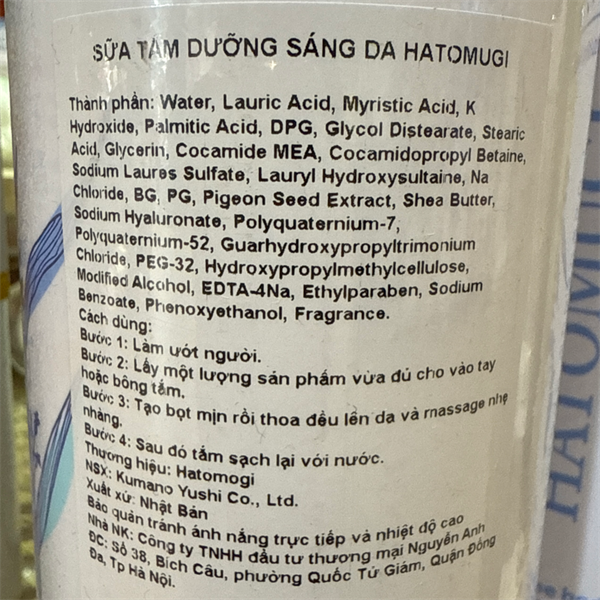 SỮA TẮM DƯỠNG SÁNG DA HATOMUGI
Thành phần: Water, Lauric Acid, Myristic Acid, K
Hydroxide, Palmitic Acid, DPG, Glycol Distearate, Stearic
Acid, Glycerin, Cocamide MEA, Cocamidopropyl Betaine,
Sodium Laures Sulfate, Lauryl Hydroxysultaine, Na
Chloride, BG, PG, Pigeon Seed Extract, Shea Butter,
Sodium Hyaluronate, Polyquaternium-7,
Polyquaternium-52, Guarhydroxypropyltrimonium
Chloride, PEG-32, Hydroxypropylmethylcellulose,
Modified Alcohol, EDTA-4Na, Ethylparaben, Sodium
Benzoate, Phenoxyethanol, Fragrance.
Cách dùng:
Bước 1: Làm ướt người.
Bước 2: Lấy một lượng sản phẩm vừa đủ cho vào tay
hoặc bông tắm.
Bước 3: Tạo bọt mịn rồi thoa đều lên da và massage nhẹ
nhàng.
Bước 4: Sau đó tắm sạch lại với nước.
Thương hiệu: Hatomogi
NSX: Kumano Yushi Co., Ltd.
Xuất xứ: Nhật Bản
Bảo quản tránh ánh nắng trực tiếp và nhiệt độ cao
Nhà NK: Công ty TNHH đầu tư thương mại Nguyễn Anh
ĐC: Số 38, Bích Câu, phường Quốc Tử Giám, Quận Đống
Đa, Tp Hà Nội.
HATOMU